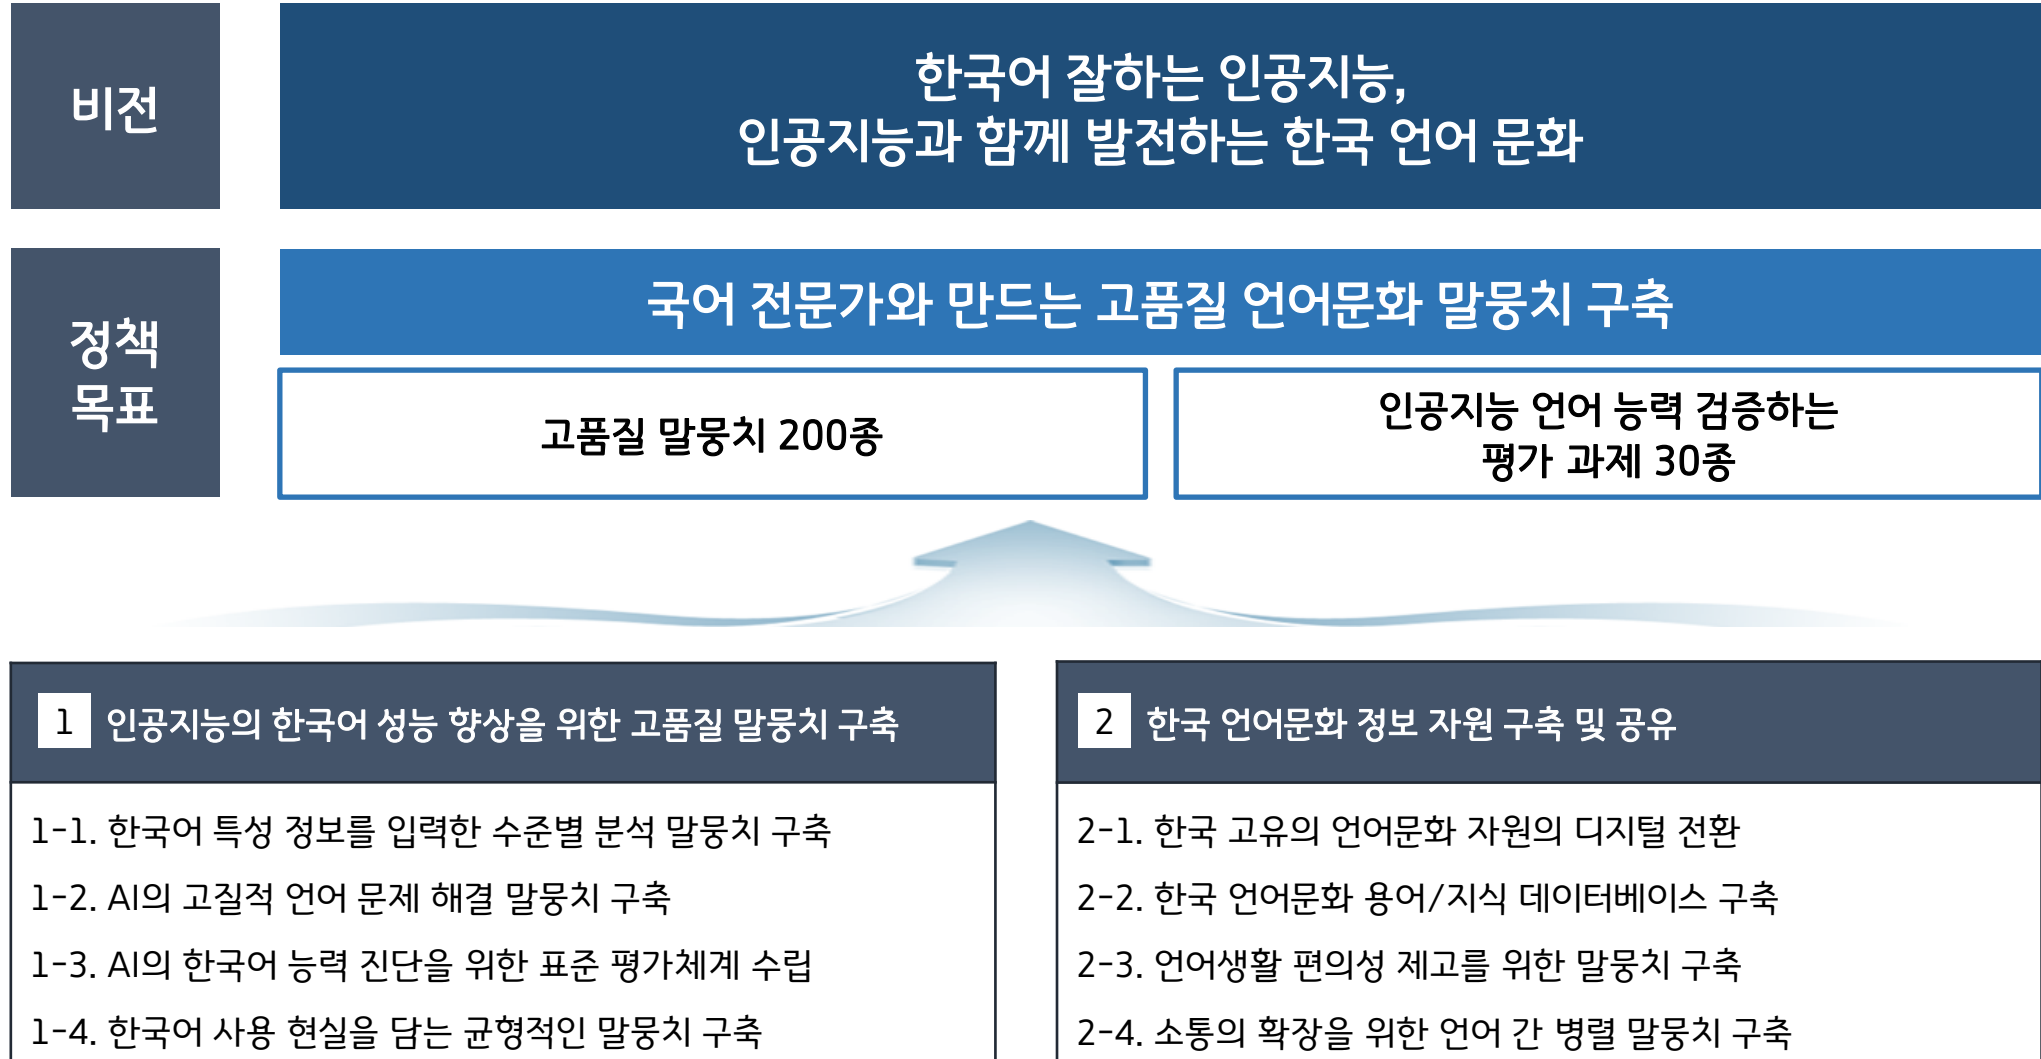 비전
한국어 잘하는 인공지능,
인공지능과 함께 발전하는 한국 언어 문화
정책
목표
국어 전문가와 만드는 고품질 언어문화 말뭉치 구축
고품질 말뭉치 200종
인공지능 언어 능력 검증하는
평가 과제 30종
1 인공지능의 한국어 성능 향상을 위한 고품질 말뭉치 구축
1-1. 한국어 특성 정보를 입력한 수준별 분석 말뭉치 구축
1-2. AI의 고질적 언어 문제 해결 말뭉치 구축
1-3. AI의 한국어 능력 진단을 위한 표준 평가체계 수립
1-4. 한국어 사용 현실을 담는 균형적인 말뭉치 구축
2 한국 언어문화 정보 자원 구축 및 공유
2-1. 한국 고유의 언어문화 자원의 디지털 전환
2-2. 한국 언어문화 용어/지식 데이터베이스 구축
2-3. 언어생활 편의성 제고를 위한 말뭉치 구축
2-4. 소통의 확장을 위한 언어 간 병렬 말뭉치 구축